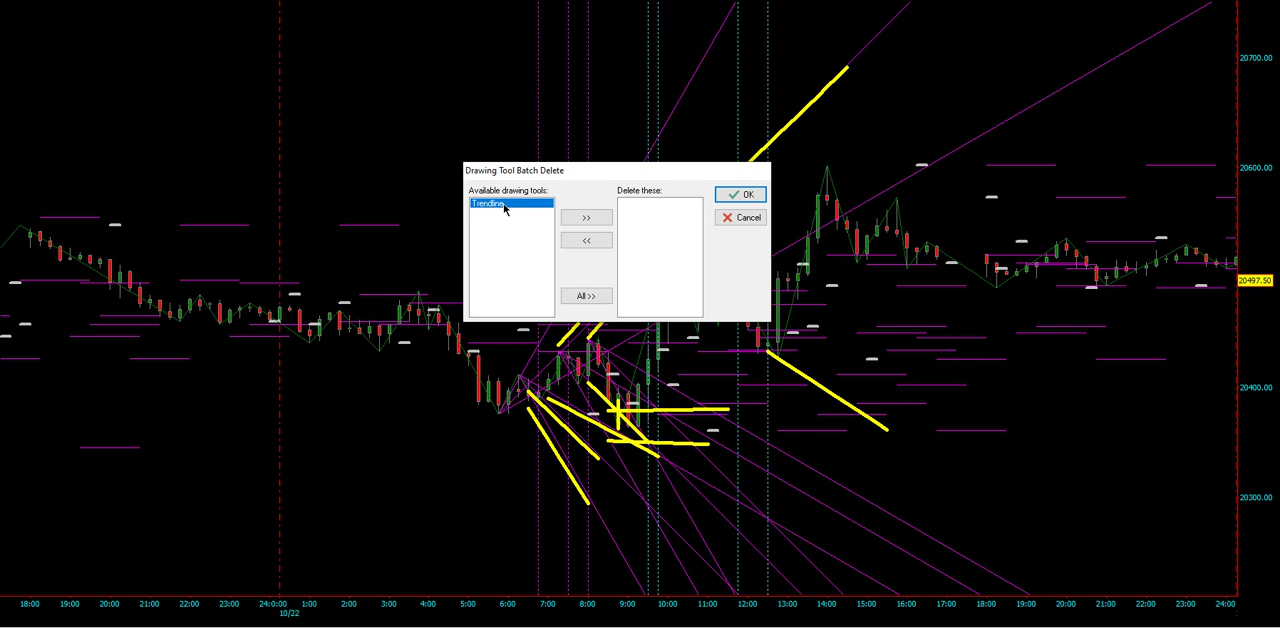 20700.00
Drawing Tool Batch Delete
20600.00
Available drawing tools:
Delete these:
Trendline
>>
OK
<<
Cancel
20497.50
All >>
20400.00
20300.00
18:00 19:00 20:00 21:00 22:00 23:00 24:0:00 1:00 2:00 3:00 4:00 5:00 6:00 7:00 8:00 9:00 10:00 11:00 12:00 13:00 14:00 15:00 16:00 17:00 18:00 19:00 20:00 21:00 22:00 23:00 24:00
10/22